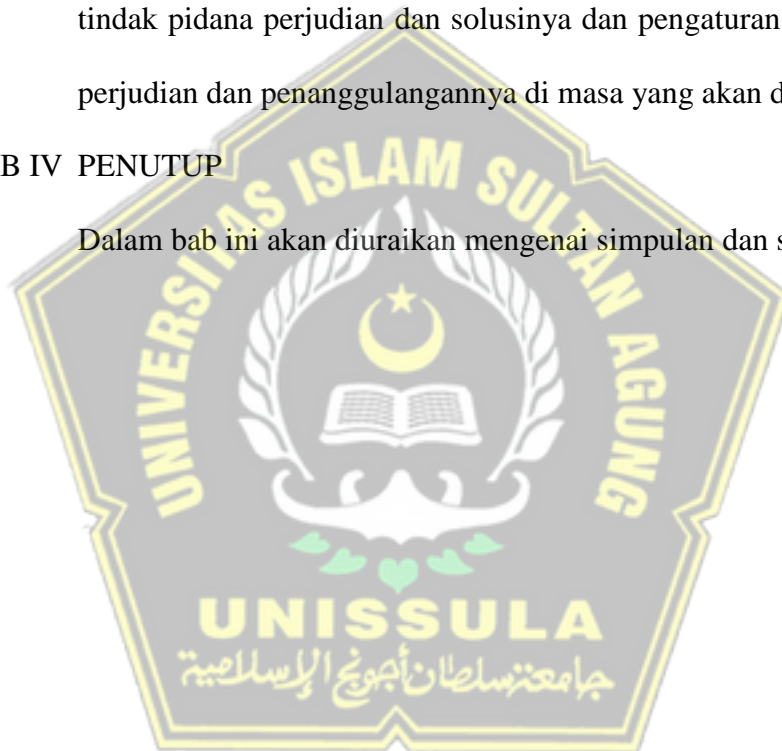 tindak pidana perjudian dan solusinya dan pengaturan
perjudian dan penanggulangannya di masa yang akan d
B IV PENUTUP
Dalam bab ini akan diuraikan mengenai simpulan dan s
UNIVERSITAS ISLAM SULTAN AGUNG
UNISSULA
جامعتنسلطان أجونج الإسلامية